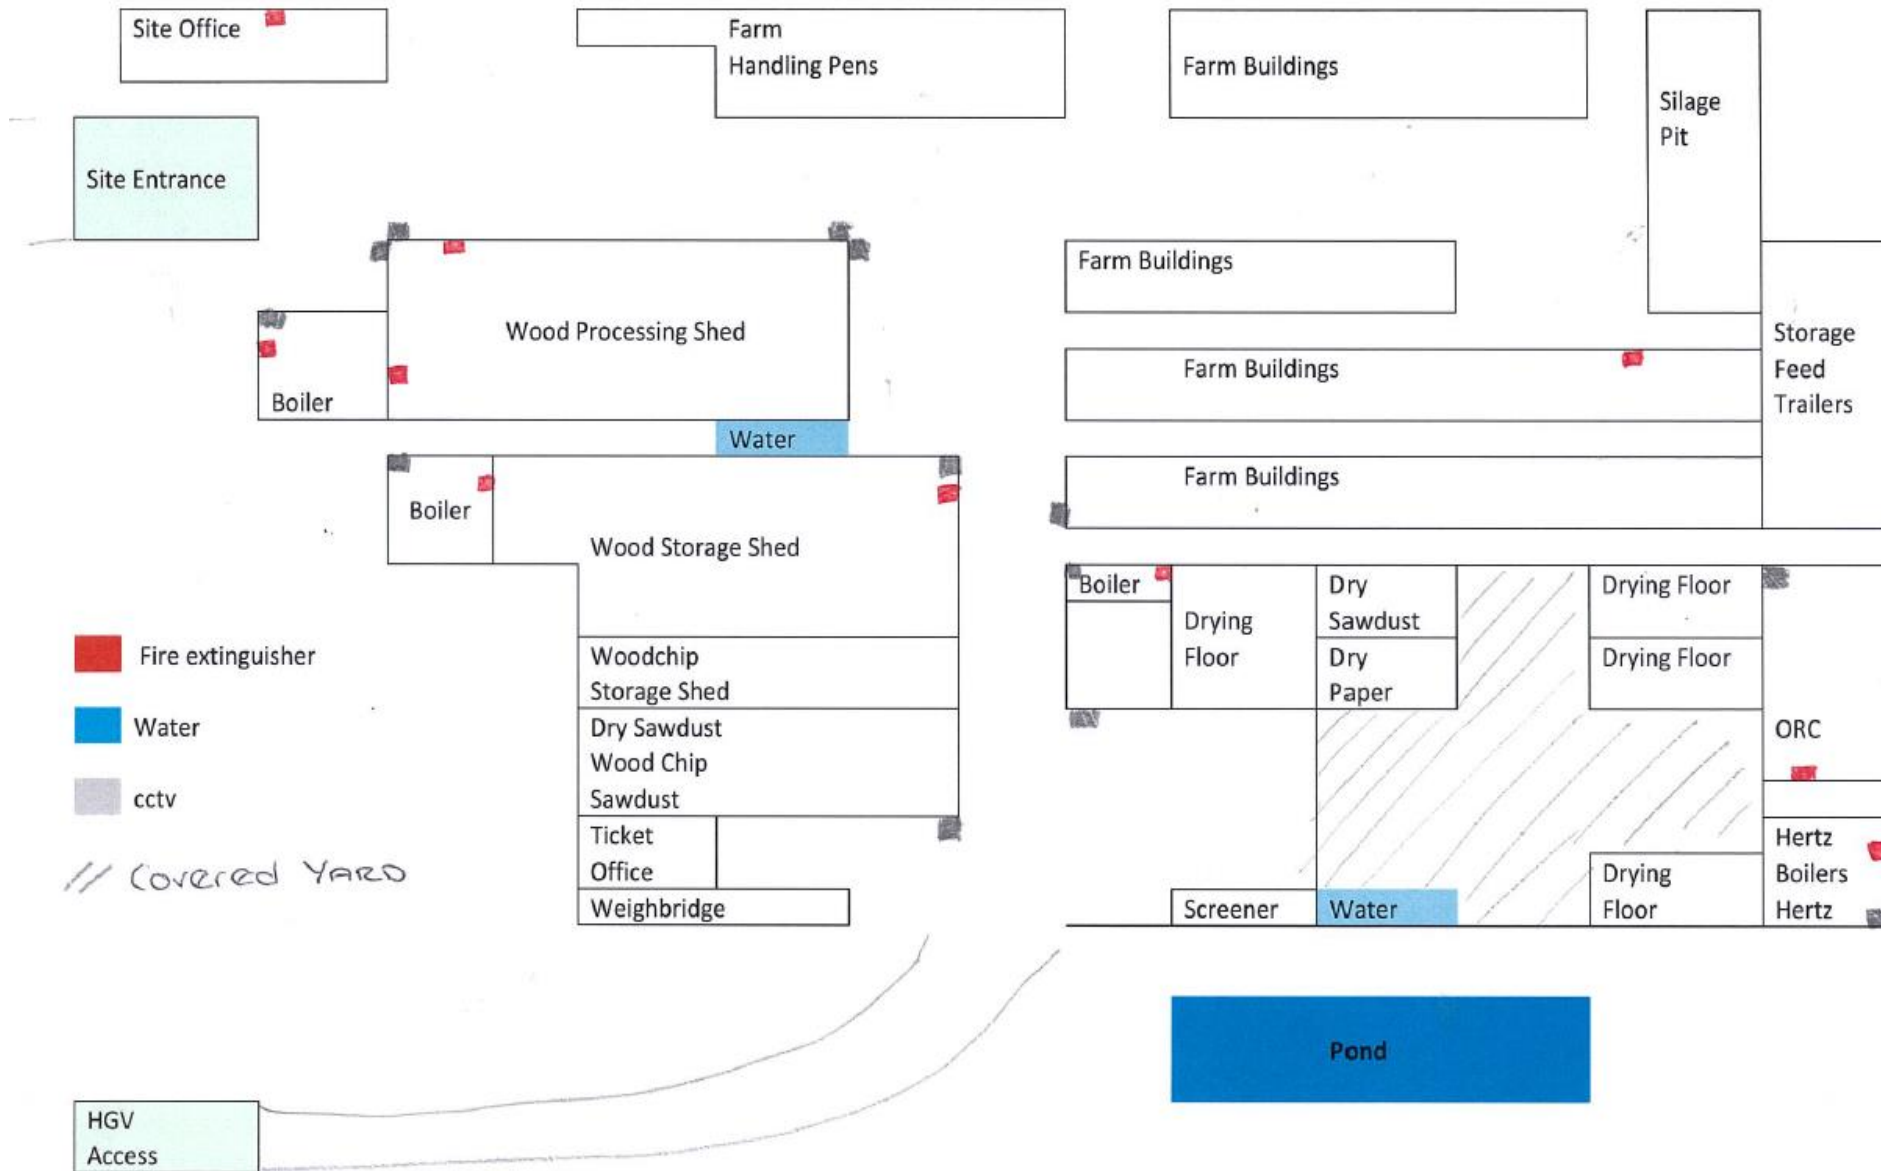 Site Office
Farm
Handling Pens
Farm Buildings
Silage
Pit
Site Entrance
Farm Buildings
Wood Processing Shed
Storage
Feed
Trailers
Farm Buildings
Boiler
Water
Farm Buildings
Boiler
Wood Storage Shed
Boiler
Drying
Floor
Dry
Sawdust
Drying Floor
Dry
Paper
Drying Floor
Fire extinguisher
Woodchip
Storage Shed
Water
Dry Sawdust
Wood Chip
Sawdust
ORC
cctv
Ticket
Office
Hertz
Boilers
Hertz
// Covered YARD
Drying
Floor
Weighbridge
Screener
Water
Pond
HGV
Access